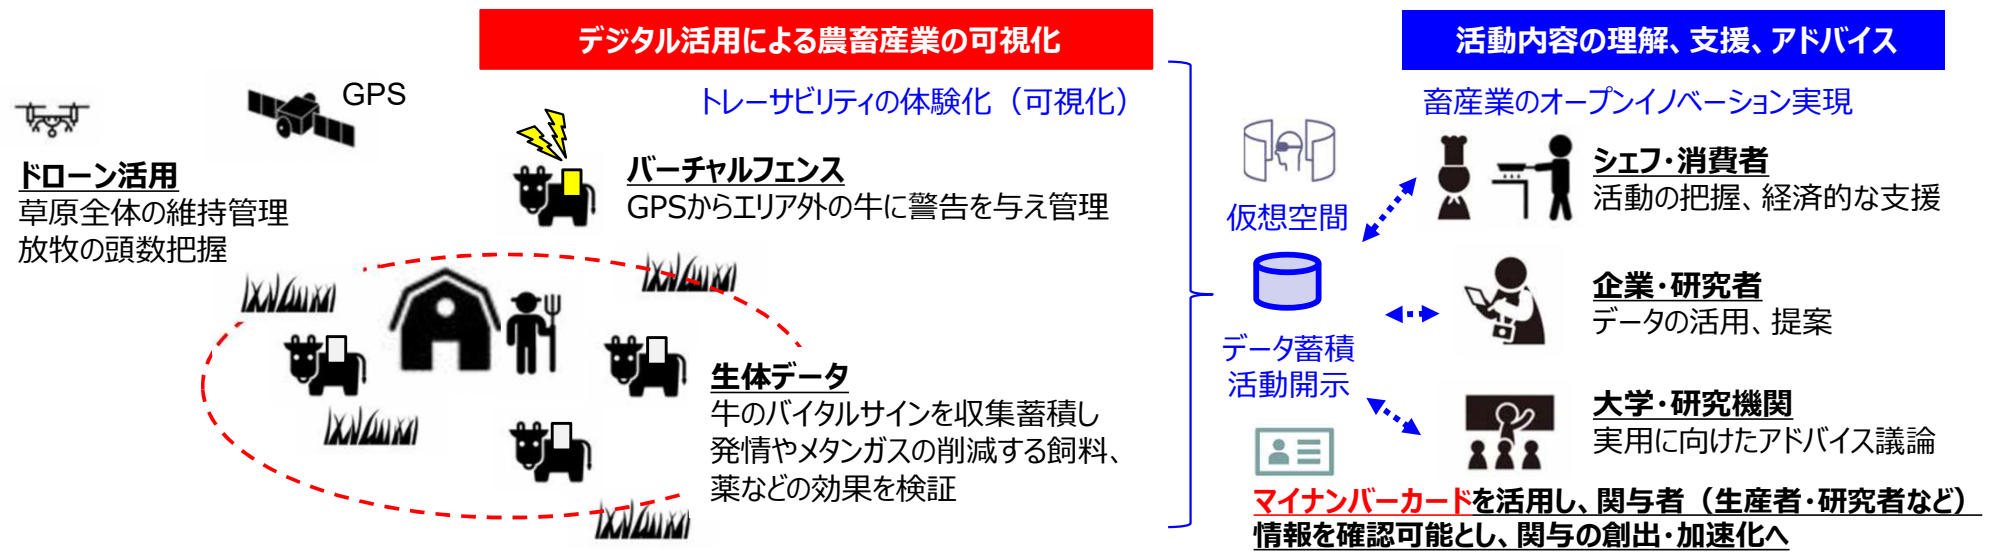 デジタル活用による農畜産業の可視化
活動内容の理解、支援、アドバイス
GPS
トレーサビリティの体験化（可視化）
畜産業のオープンイノベーション実現
ドローン活用
草原全体の維持管理
放牧の頭数把握
バーチャルフェンス
GPSからエリア外の牛に警告を与え管理
生体データ
牛のバイタルサインを収集蓄積し
発情やメタンガスの削減する飼料、
薬などの効果を検証
仮想空間
データ蓄積
活動開示
シェフ・消費者
活動の把握、経済的な支援
企業・研究者
データの活用、提案
大学・研究機関
実用に向けたアドバイス議論
マイナンバーカードを活用し、関与者（生産者・研究者など）
情報を確認可能とし、関与の創出・加速化へ